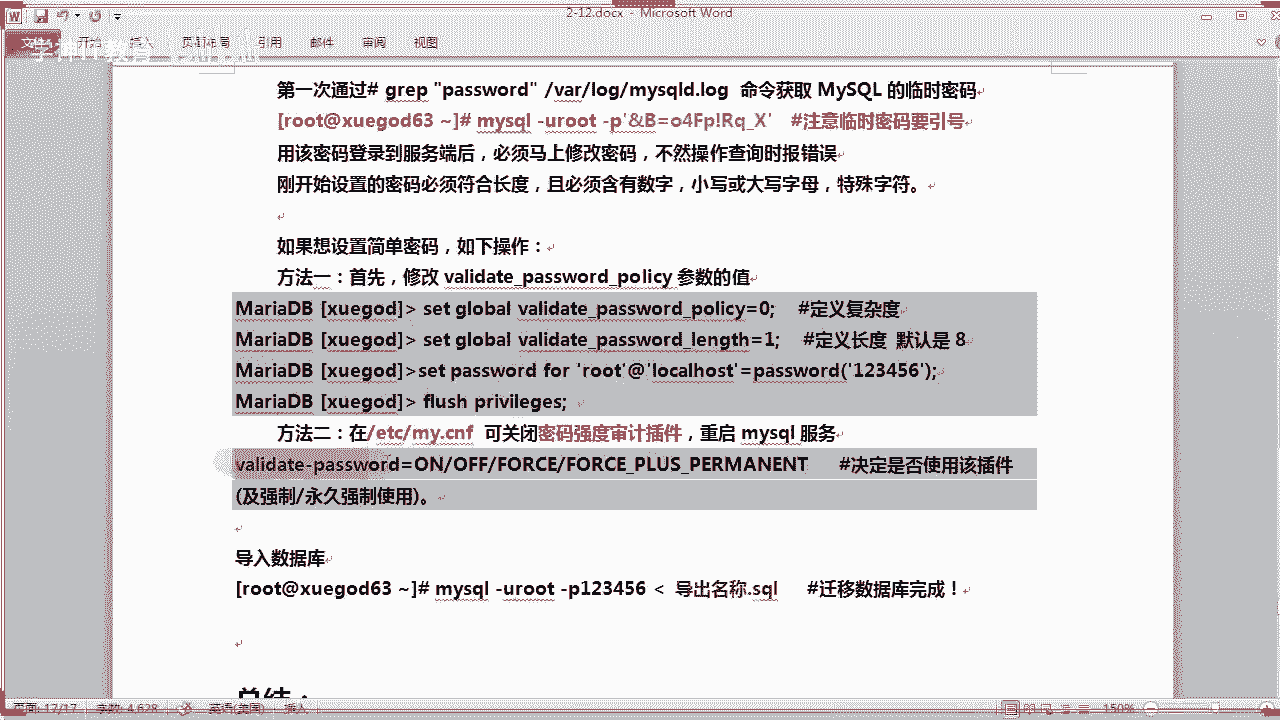 2-12.docx - Microsoft Word
引用 邮件 审阅 视图
第一次通过# grep "password" /var/log/mysqld.log 命令获取 MySQL 的临时密码
[root@xuegod63 ~]# mysql -uroot -p'&B=o4Fp!Rq_X' #注意临时密码要引号
用该密码登录到服务端后，必须马上修改密码，不然操作查询时报错误
刚开始设置的密码必须符合长度，且必须含有数字，小写或大写字母，特殊字符。
如果想设置简单密码，如下操作：
方法一：首先，修改 validate_password_policy 参数的值
MariaDB [xuegod]> set global validate_password_policy=0; #定义复杂度
MariaDB [xuegod]> set global validate_password_length=1; #定义长度 默认是 8
MariaDB [xuegod]>set password for 'root'@'localhost'=password('123456');
MariaDB [xuegod]> flush privileges;
方法二：在/etc/my.cnf 可关闭密码强度审计插件，重启 mysql 服务
validate-password=ON/OFF/FORCE/FORCE_PLUS_PERMANENT #决定是否使用该插件
(及强制/永久强制使用)。
导入数据库
[root@xuegod63 ~]# mysql -uroot -p123456 < 导出名称.sql #迁移数据库完成！
总结：
页面: 17/17 字数: 4,628 英语(美国) 插入 150%